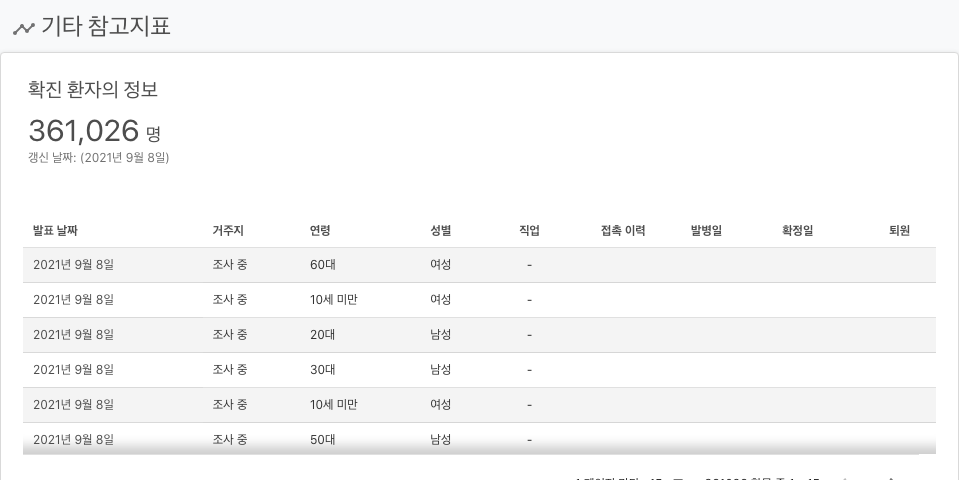 기타 참고지표
확진 환자의 정보
361,026 명
갱신 날짜: (2021년 9월 8일)
발표 날짜 거주지 연령 성별 직업 접촉 이력 발병일 확정일 퇴원
2021년 9월 8일 조사 중 60대 여성 -
2021년 9월 8일 조사 중 10세 미만 여성 -
2021년 9월 8일 조사 중 20대 남성 -
2021년 9월 8일 조사 중 30대 남성 -
2021년 9월 8일 조사 중 10세 미만 여성 -
2021년 9월 8일 조사 중 50대 남성 -